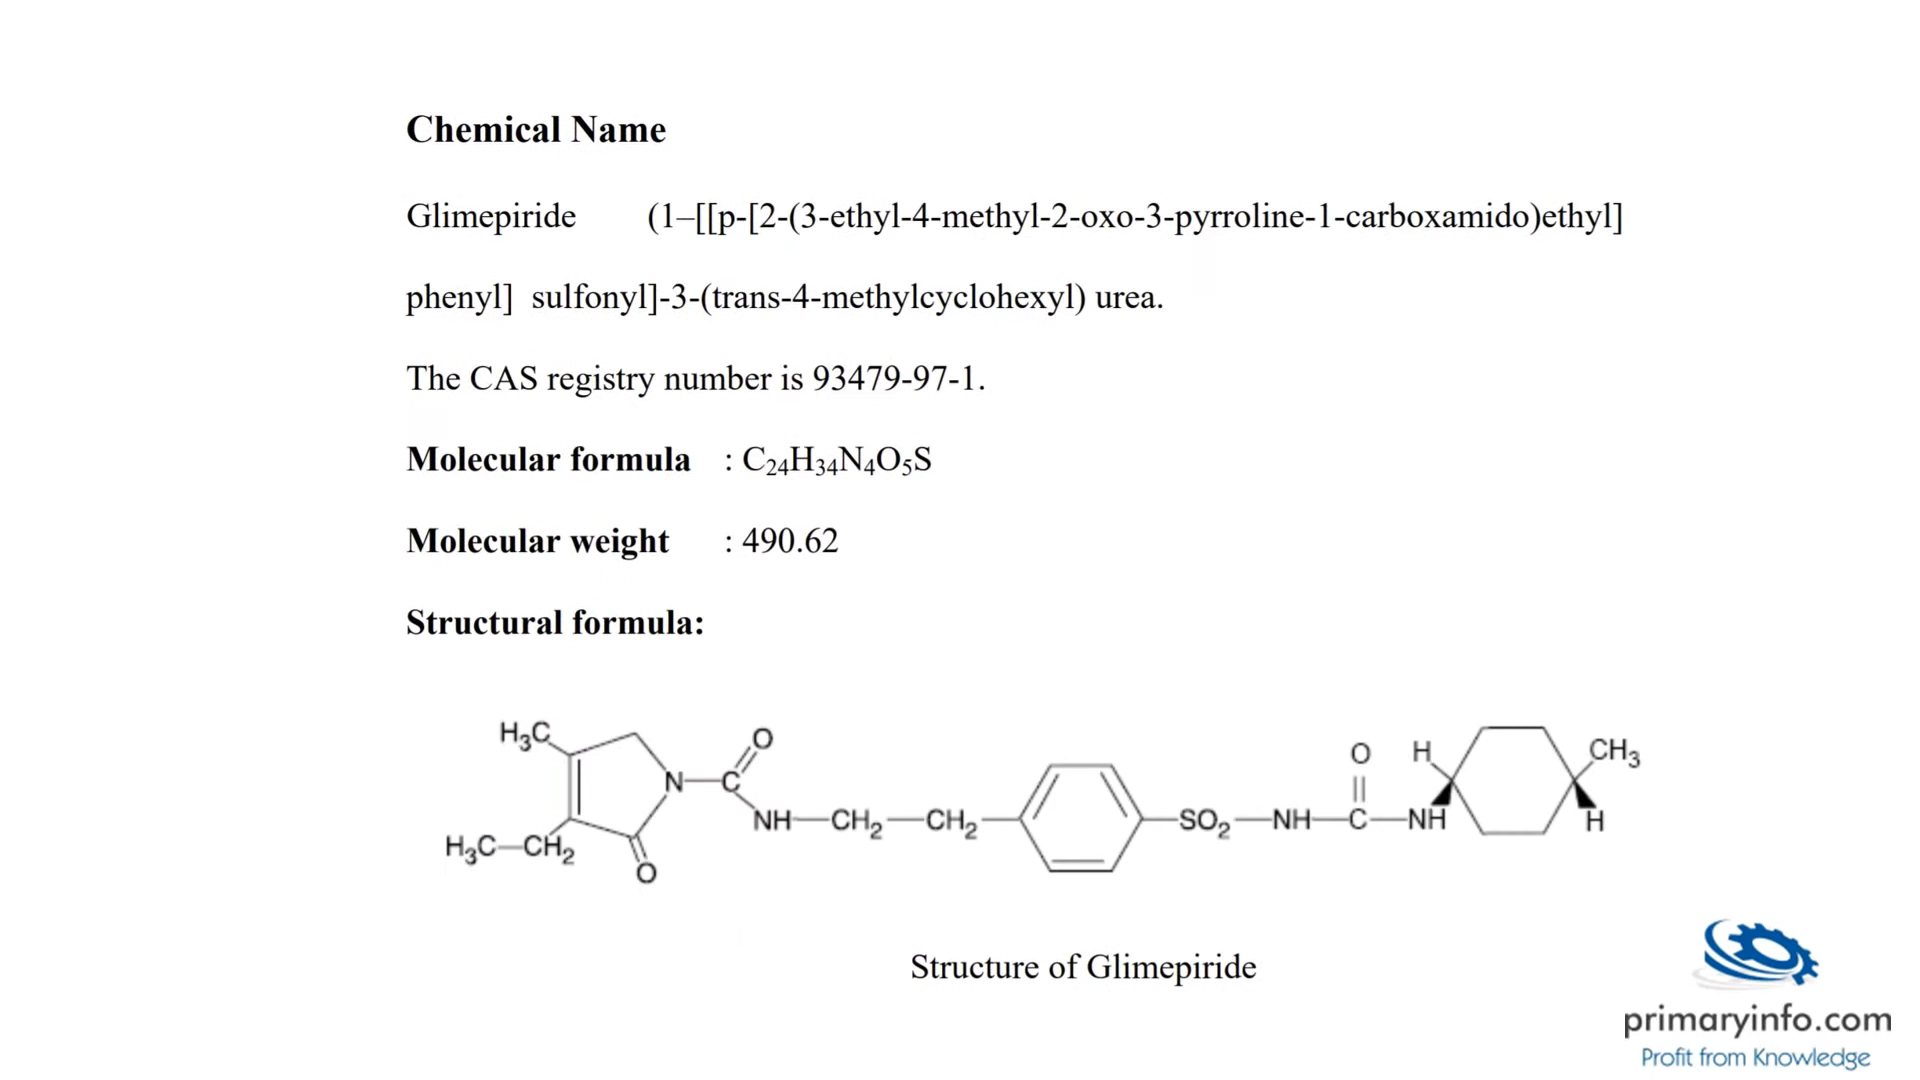 Chemical Name
Glimepiride (1–[[p-[2-(3-ethyl-4-methyl-2-oxo-3-pyrroline-1-carboxamido)ethyl]
phenyl] sulfonyl]-3-(trans-4-methylcyclohexyl) urea.
The CAS registry number is 93479-97-1.
Molecular formula : C₂₄H₃₄N₄O₅S
Molecular weight : 490.62
Structural formula:
H₃C O O H CH₃
N C
NH CH₂ CH₂ SO₂ NH C NH H
H₃C CH₂ O
Structure of Glimepiride
primaryinfo.com
Profit from Knowledge